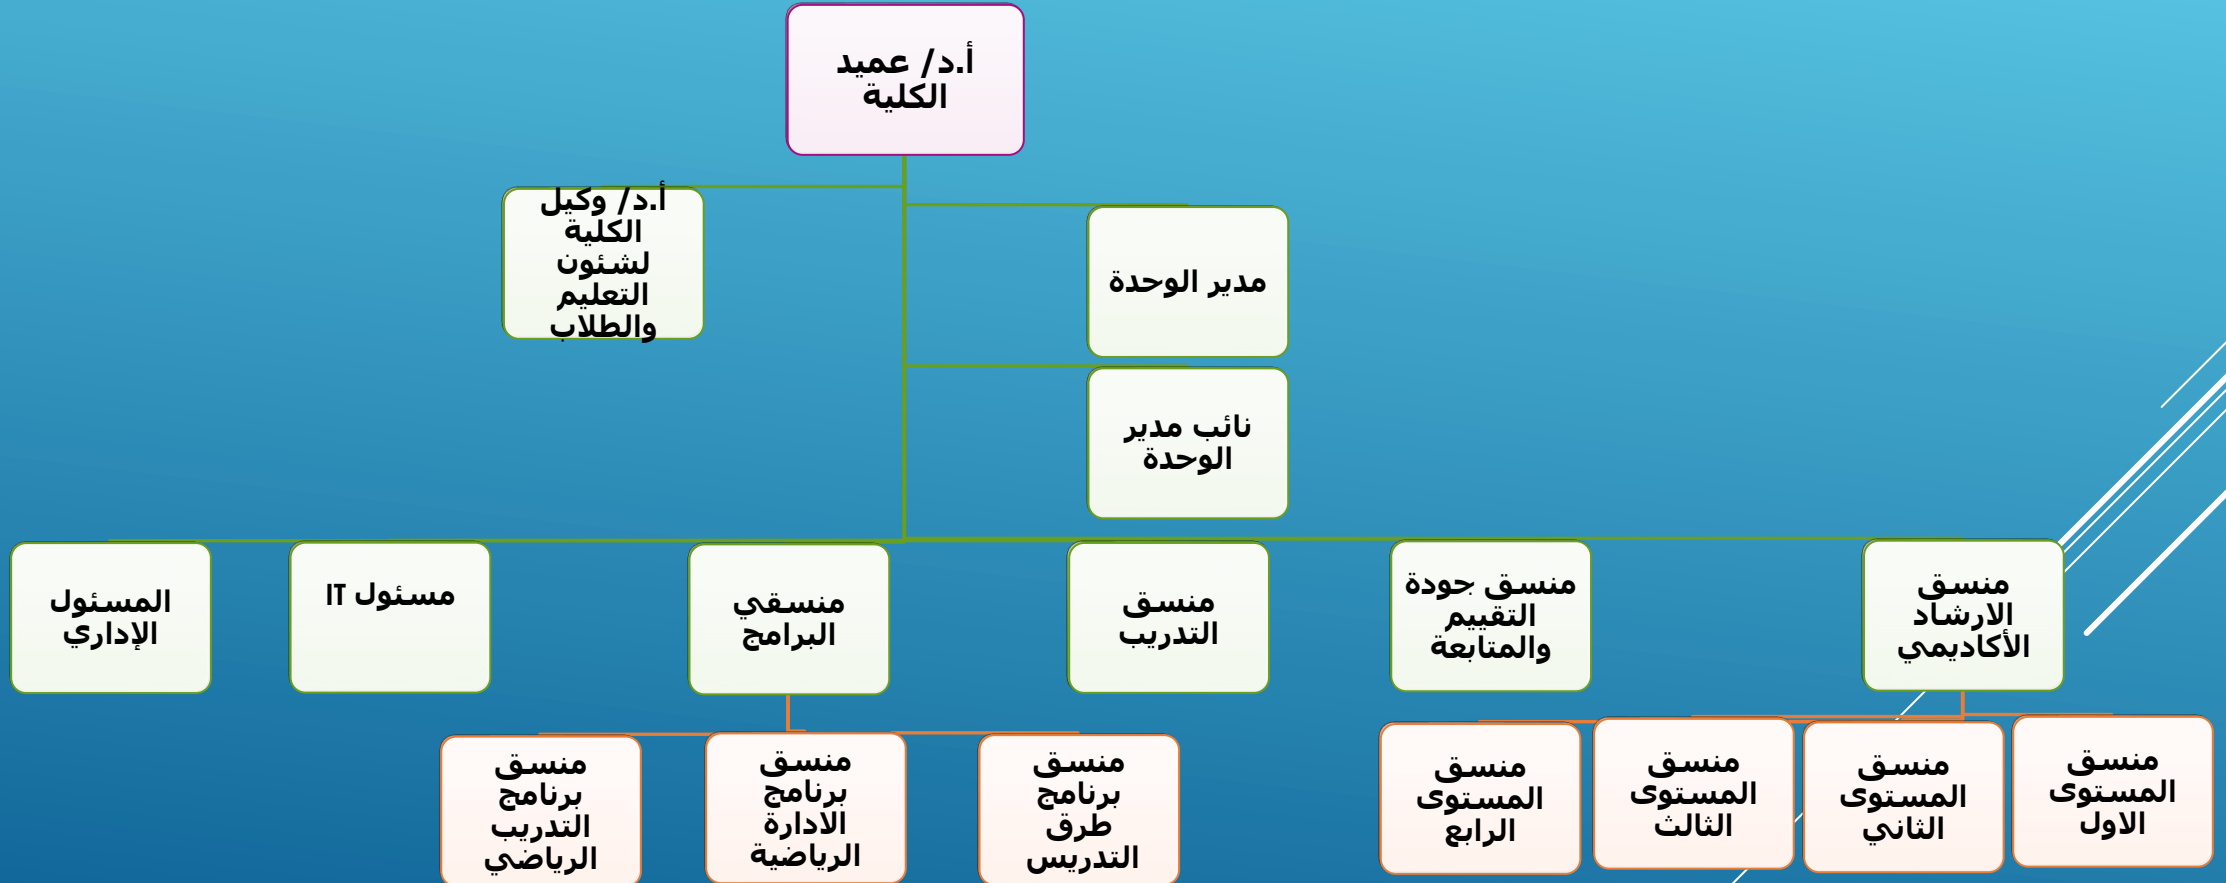 أ.د/ عميد
الكلية
أ.د/ وكيل
الكلية
لشئون
التعليم
والطلاب
مدير الوحدة
نائب مدير
الوحدة
منسق
الارشاد
الأكاديمي
منسق جودة
التقييم
والمتابعة
منسق
التدريب
منسقي
البرامج
مسئول IT
المسئول
الإداري
منسق
المستوى
الاول
منسق
المستوى
الثاني
منسق
المستوى
الثالث
منسق
المستوى
الرابع
منسق
برنامج
طرق
التدريس
منسق
برنامج
الادارة
الرياضية
منسق
برنامج
التدريب
الرياضي